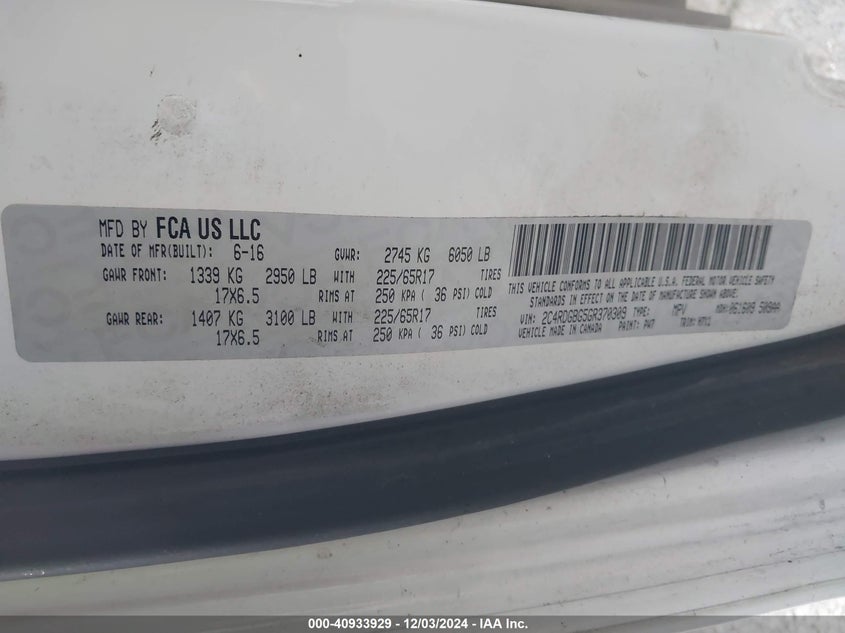 MFD BY FCA US LLC
DATE OF MFR(BUILT): 6-16 GVWR: 2745 KG 6050 LB
GAWR FRONT: 1339 KG 2950 LB WITH 225/65R17 TIRES
17X6.5 RIMS AT 250 KPA ( 36 PSI) COLD
GAWR REAR: 1407 KG 3100 LB WITH 225/65R17 TIRES
17X6.5 RIMS AT 250 KPA ( 36 PSI) COLD
THIS VEHICLE CONFORMS TO ALL APPLICABLE U.S.A. FEDERAL MOTOR VEHICLE SAFETY
STANDARDS IN EFFECT ON THE DATE OF MANUFACTURE SHOWN ABOVE.
VIN: 2C4RDGBG5GR370309 TYPE: MPV MDH: 061609 509AA
VEHICLE MADE IN CANADA PAINT: PW7 TRIM:
000-40933929 - 12/03/2024 - IAA Inc.